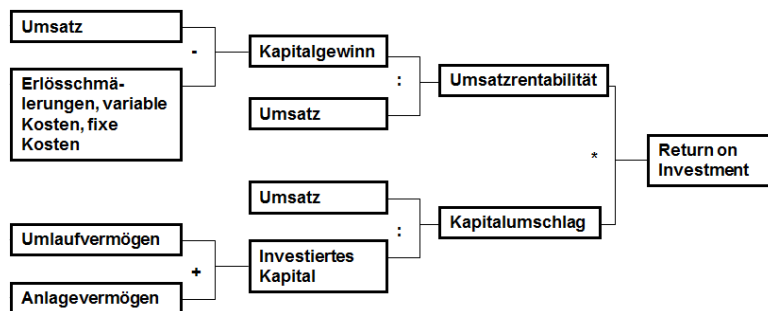 Umsatz
-
Erlösschmä-
lerungen, variable
Kosten, fixe
Kosten
Kapitalgewinn
:
Umsatz
Umsatzrentabilität
*
Return on
Investment
Umsatz
:
Kapitalumschlag
Umlaufvermögen
+
Anlagevermögen
Investiertes
Kapital